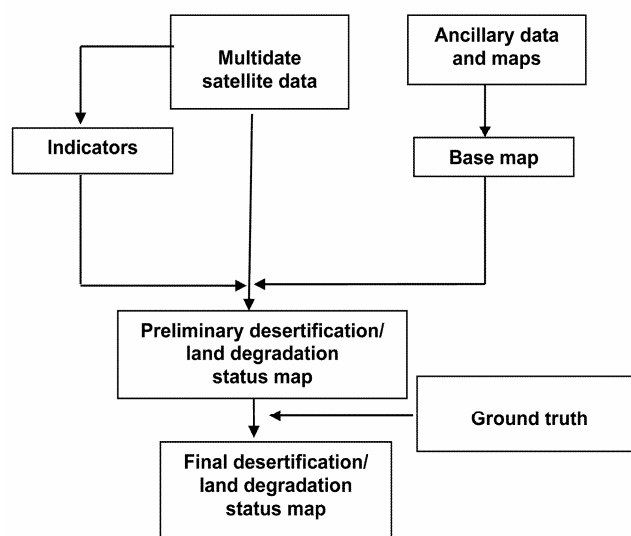 Multidate
satellite data
Ancillary data
and maps
Indicators
Base map
Preliminary desertification/
land degradation
status map
Ground truth
Final desertification/
land degradation
status map